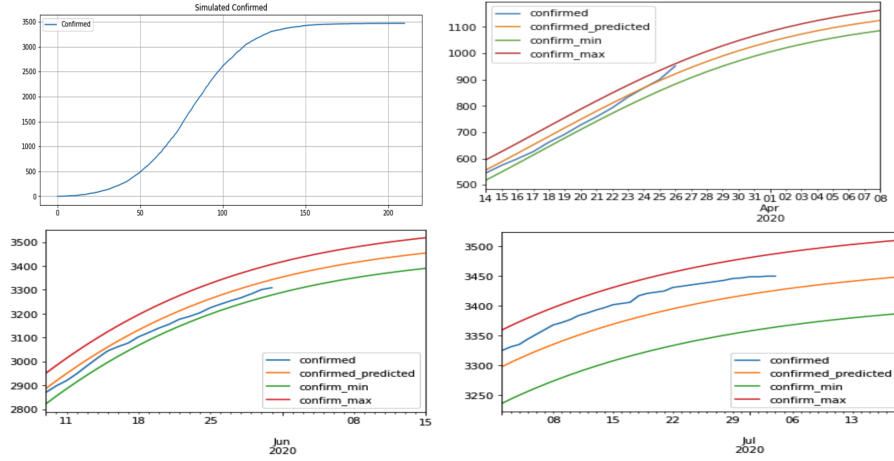 Simulated Confirmed
Confirmed
3500
3000
2500
2000
1500
1000
500
0
0 50 100 150 200
confirmed
confirmed_predicted
confirm_min
confirm_max
1100
1000
900
800
700
600
500
14 15 16 17 18 19 20 21 22 23 24 25 26 27 28 29 30 31 01 02 03 04 05 06 07 08
Apr
2020
3500
3400
3300
3200
3100
3000
2900
2800
confirmed
confirmed_predicted
confirm_min
confirm_max
11 18 25 08 15
Jun
2020
3500
3450
3400
3350
3300
3250
confirmed
confirmed_predicted
confirm_min
confirm_max
08 15 22 29 06 13
Jul
2020